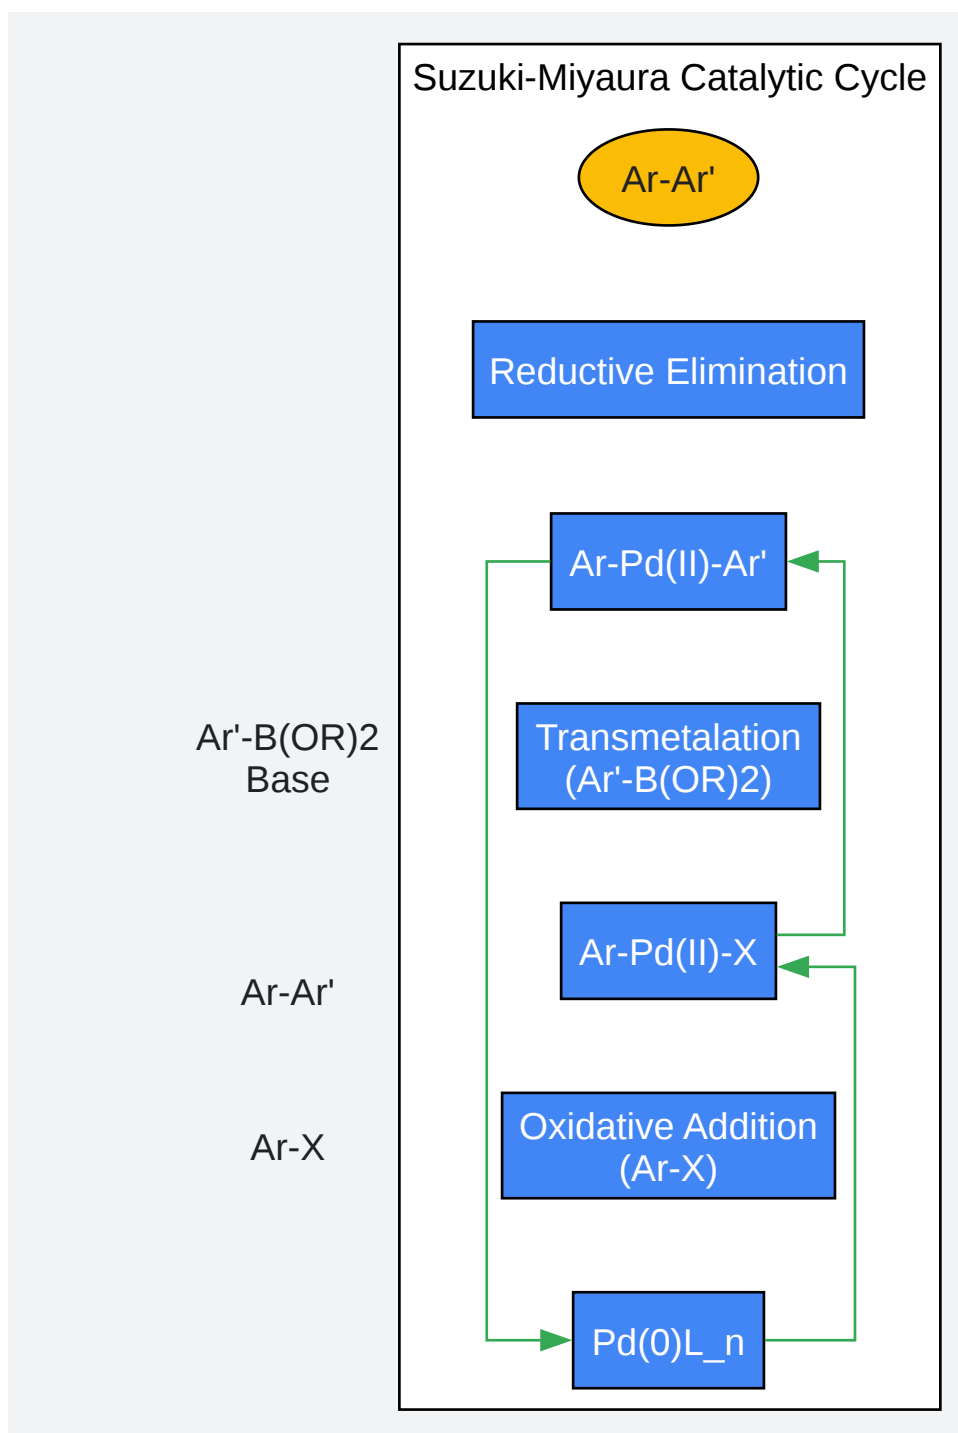 Suzuki-Miyaura Catalytic Cycle
Ar-Ar'
Reductive Elimination
Ar-Pd(II)-Ar'
Ar'-B(OR)2
Base
Transmetalation
(Ar'-B(OR)2)
Ar-Pd(II)-X
Ar-Ar'
Oxidative Addition
(Ar-X)
Ar-X
Pd(0)L_n